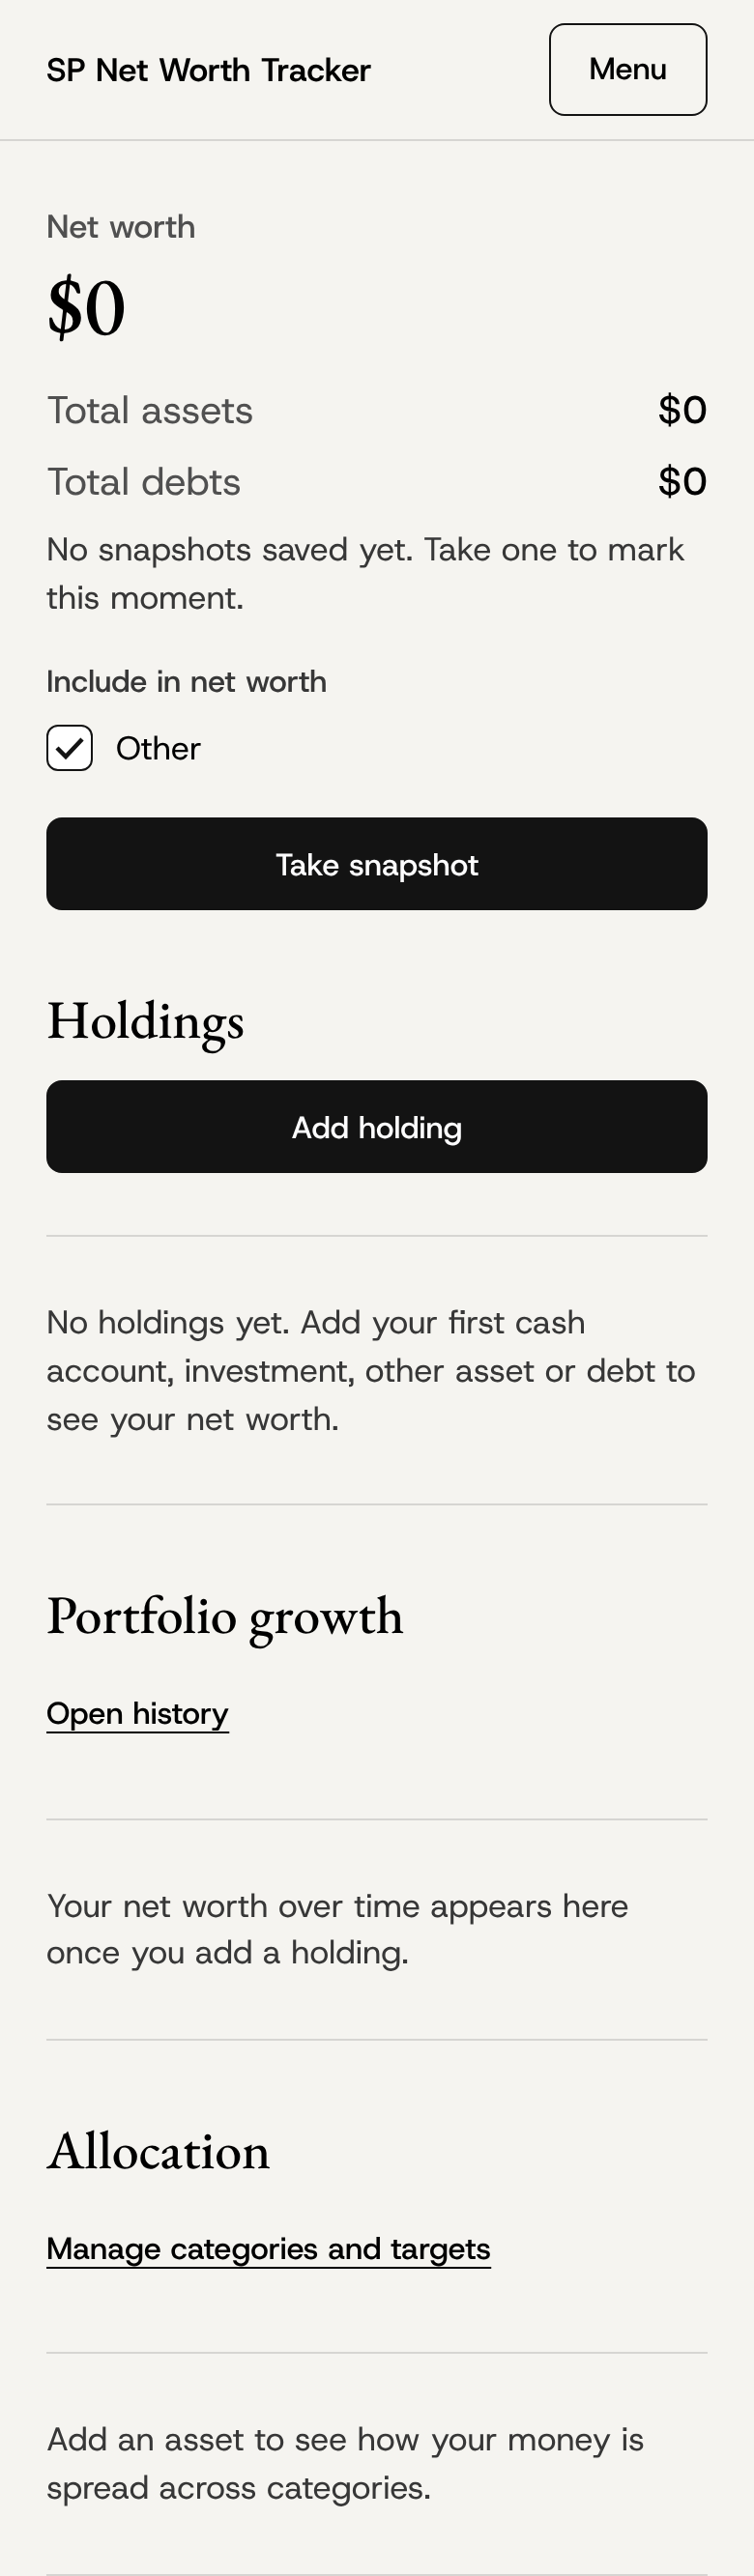 SP Net Worth Tracker
Menu
Net worth
$0
Total assets
$0
Total debts
$0
No snapshots saved yet. Take one to mark
this moment.
Include in net worth
Other
Take snapshot
Holdings
Add holding
No holdings yet. Add your first cash
account, investment, other asset or debt to
see your net worth.
Portfolio growth
Open history
Your net worth over time appears here
once you add a holding.
Allocation
Manage categories and targets
Add an asset to see how your money is
spread across categories.